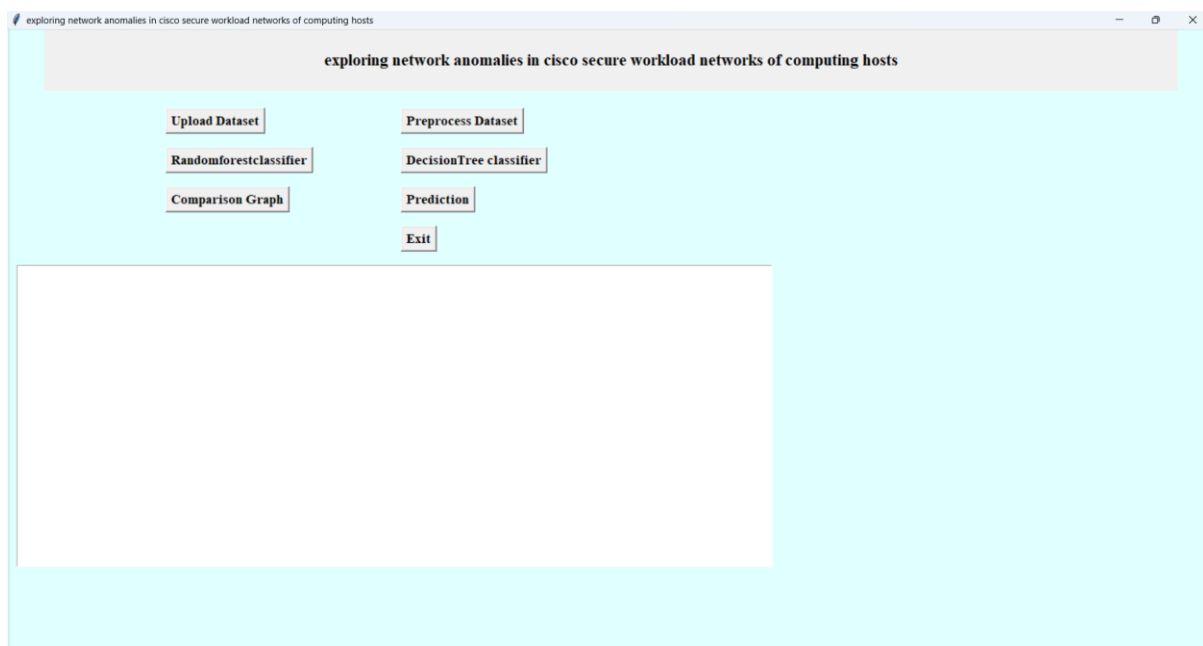 exploring network anomalies in cisco secure workload networks of computing hosts
exploring network anomalies in cisco secure workload networks of computing hosts
Upload Dataset
Preprocess Dataset
Randomforestclassifier
DecisionTree classifier
Comparison Graph
Prediction
Exit